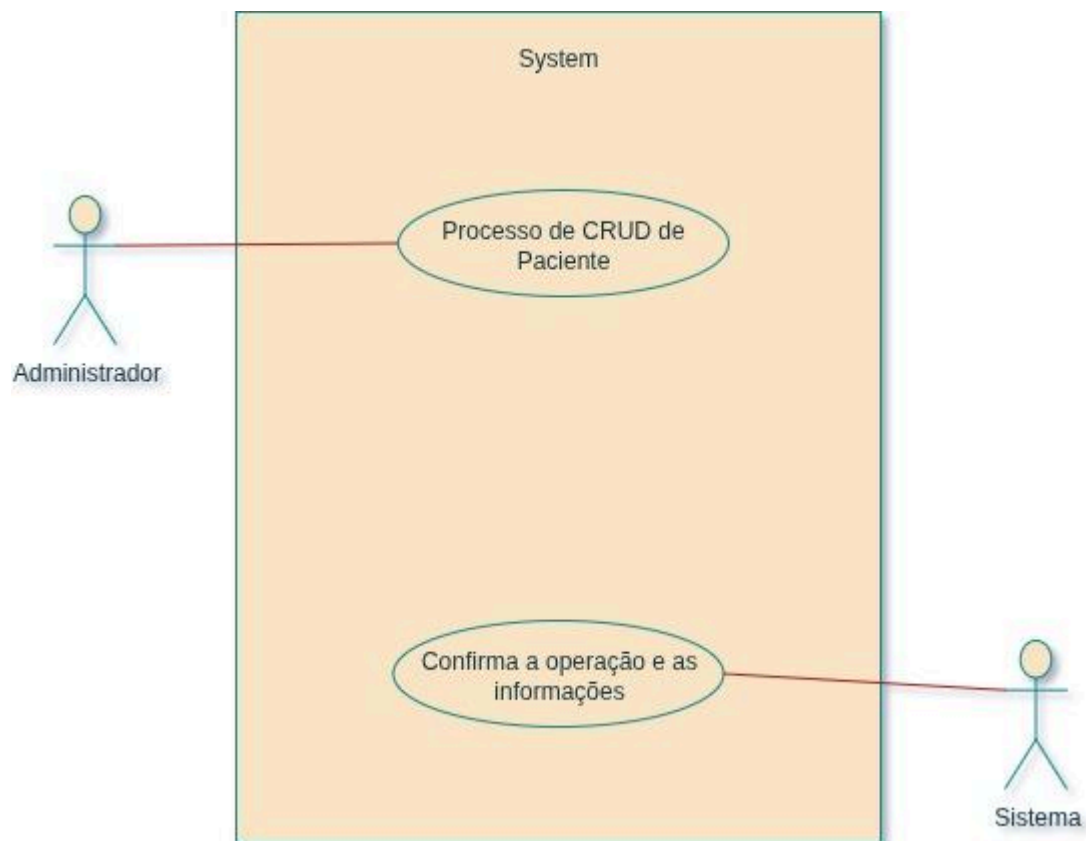 System
Processo de CRUD de
Paciente
Administrador
Confirma a operação e as
informações
Sistema